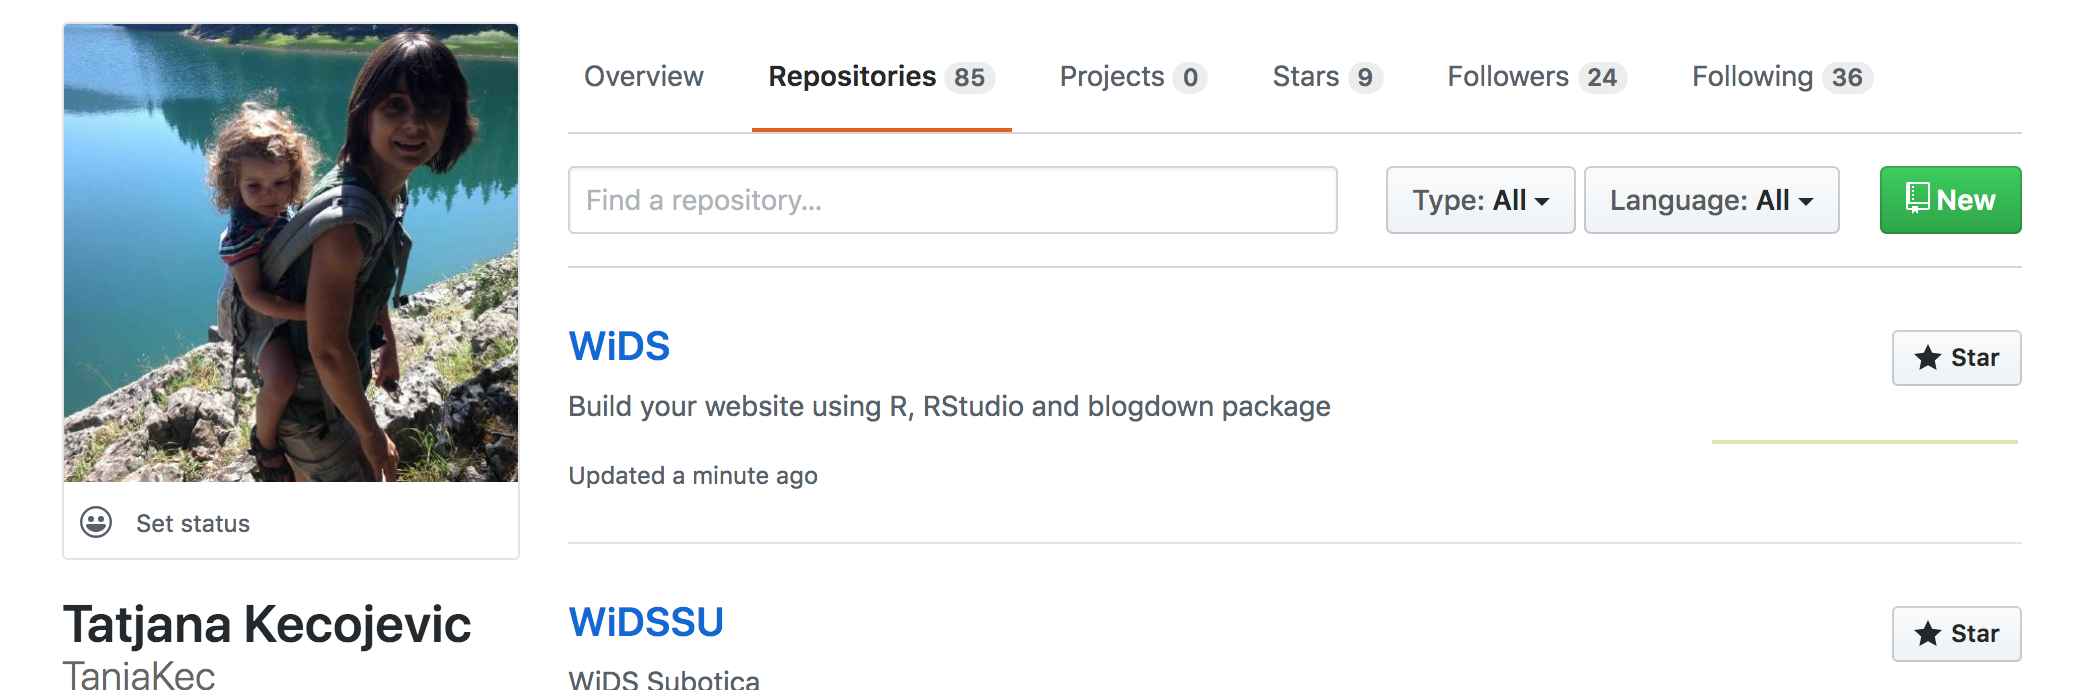 Overview Repositories 85 Projects 0 Stars 9 Followers 24 Following 36
Find a repository... Type: All Language: All New
WiDS Star
Build your website using R, RStudio and blogdown package
Updated a minute ago
Set status
Tatjana Kecojevic
TaniaKec
WiDSSU Star
WiDS Subotica